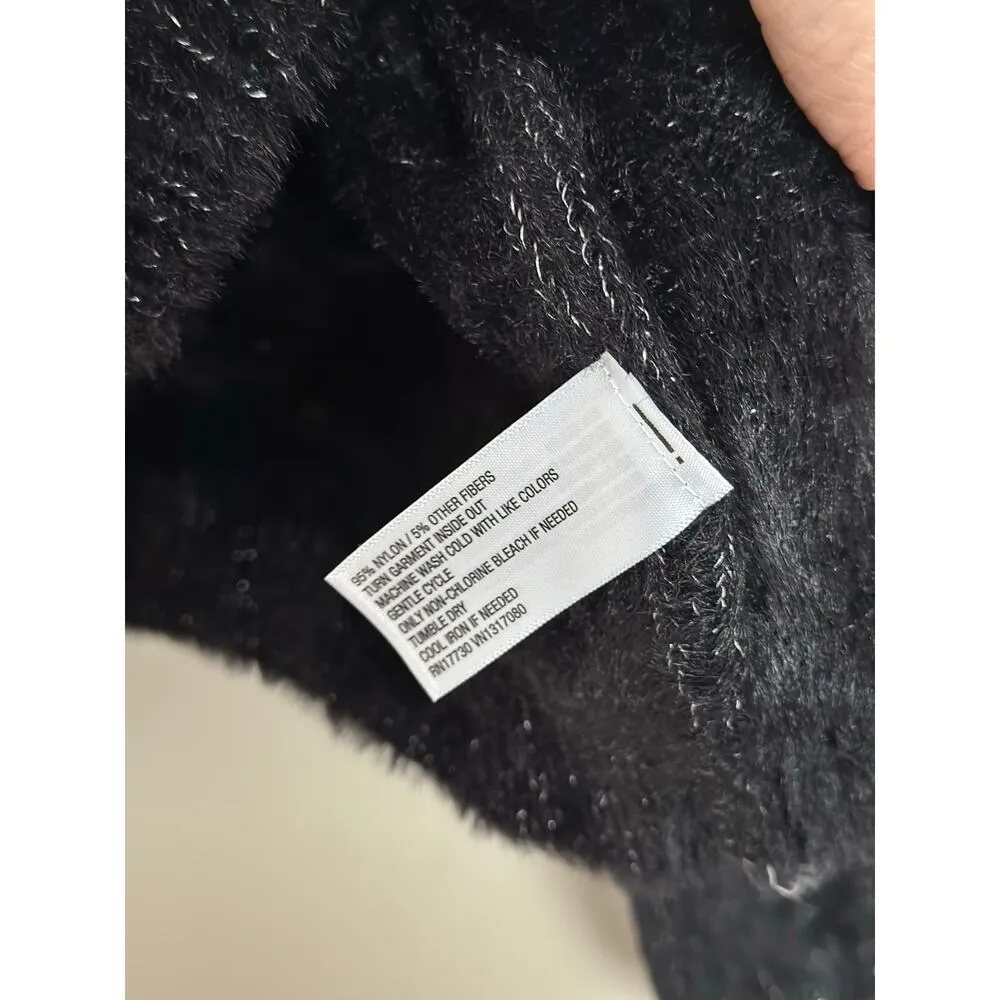 95% NYLON / 5% OTHER FIBERS
TURN GARMENT INSIDE OUT
MACHINE WASH COLD WITH LIKE COLORS
GENTLE CYCLE
ONLY NON-CHLORINE BLEACH IF NEEDED
TUMBLE DRY
COOL IRON IF NEEDED
RN17730 VN1317080